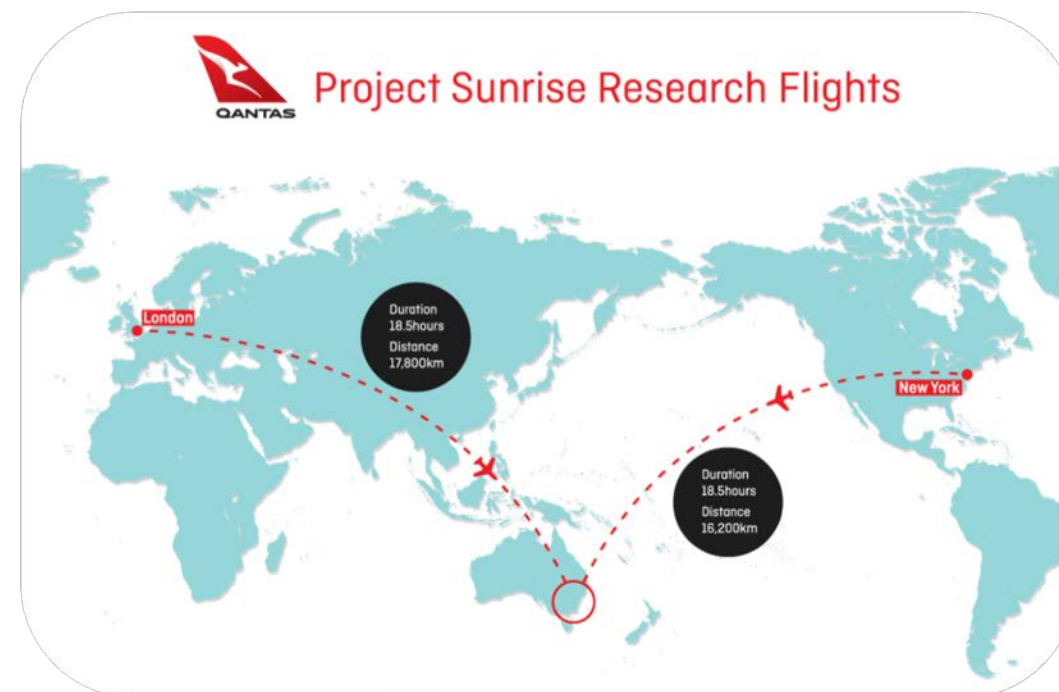 QANTAS
Project Sunrise Research Flights
London
Duration
18.5hours
Distance
17,800km
New York
Duration
18.5hours
Distance
16,200km